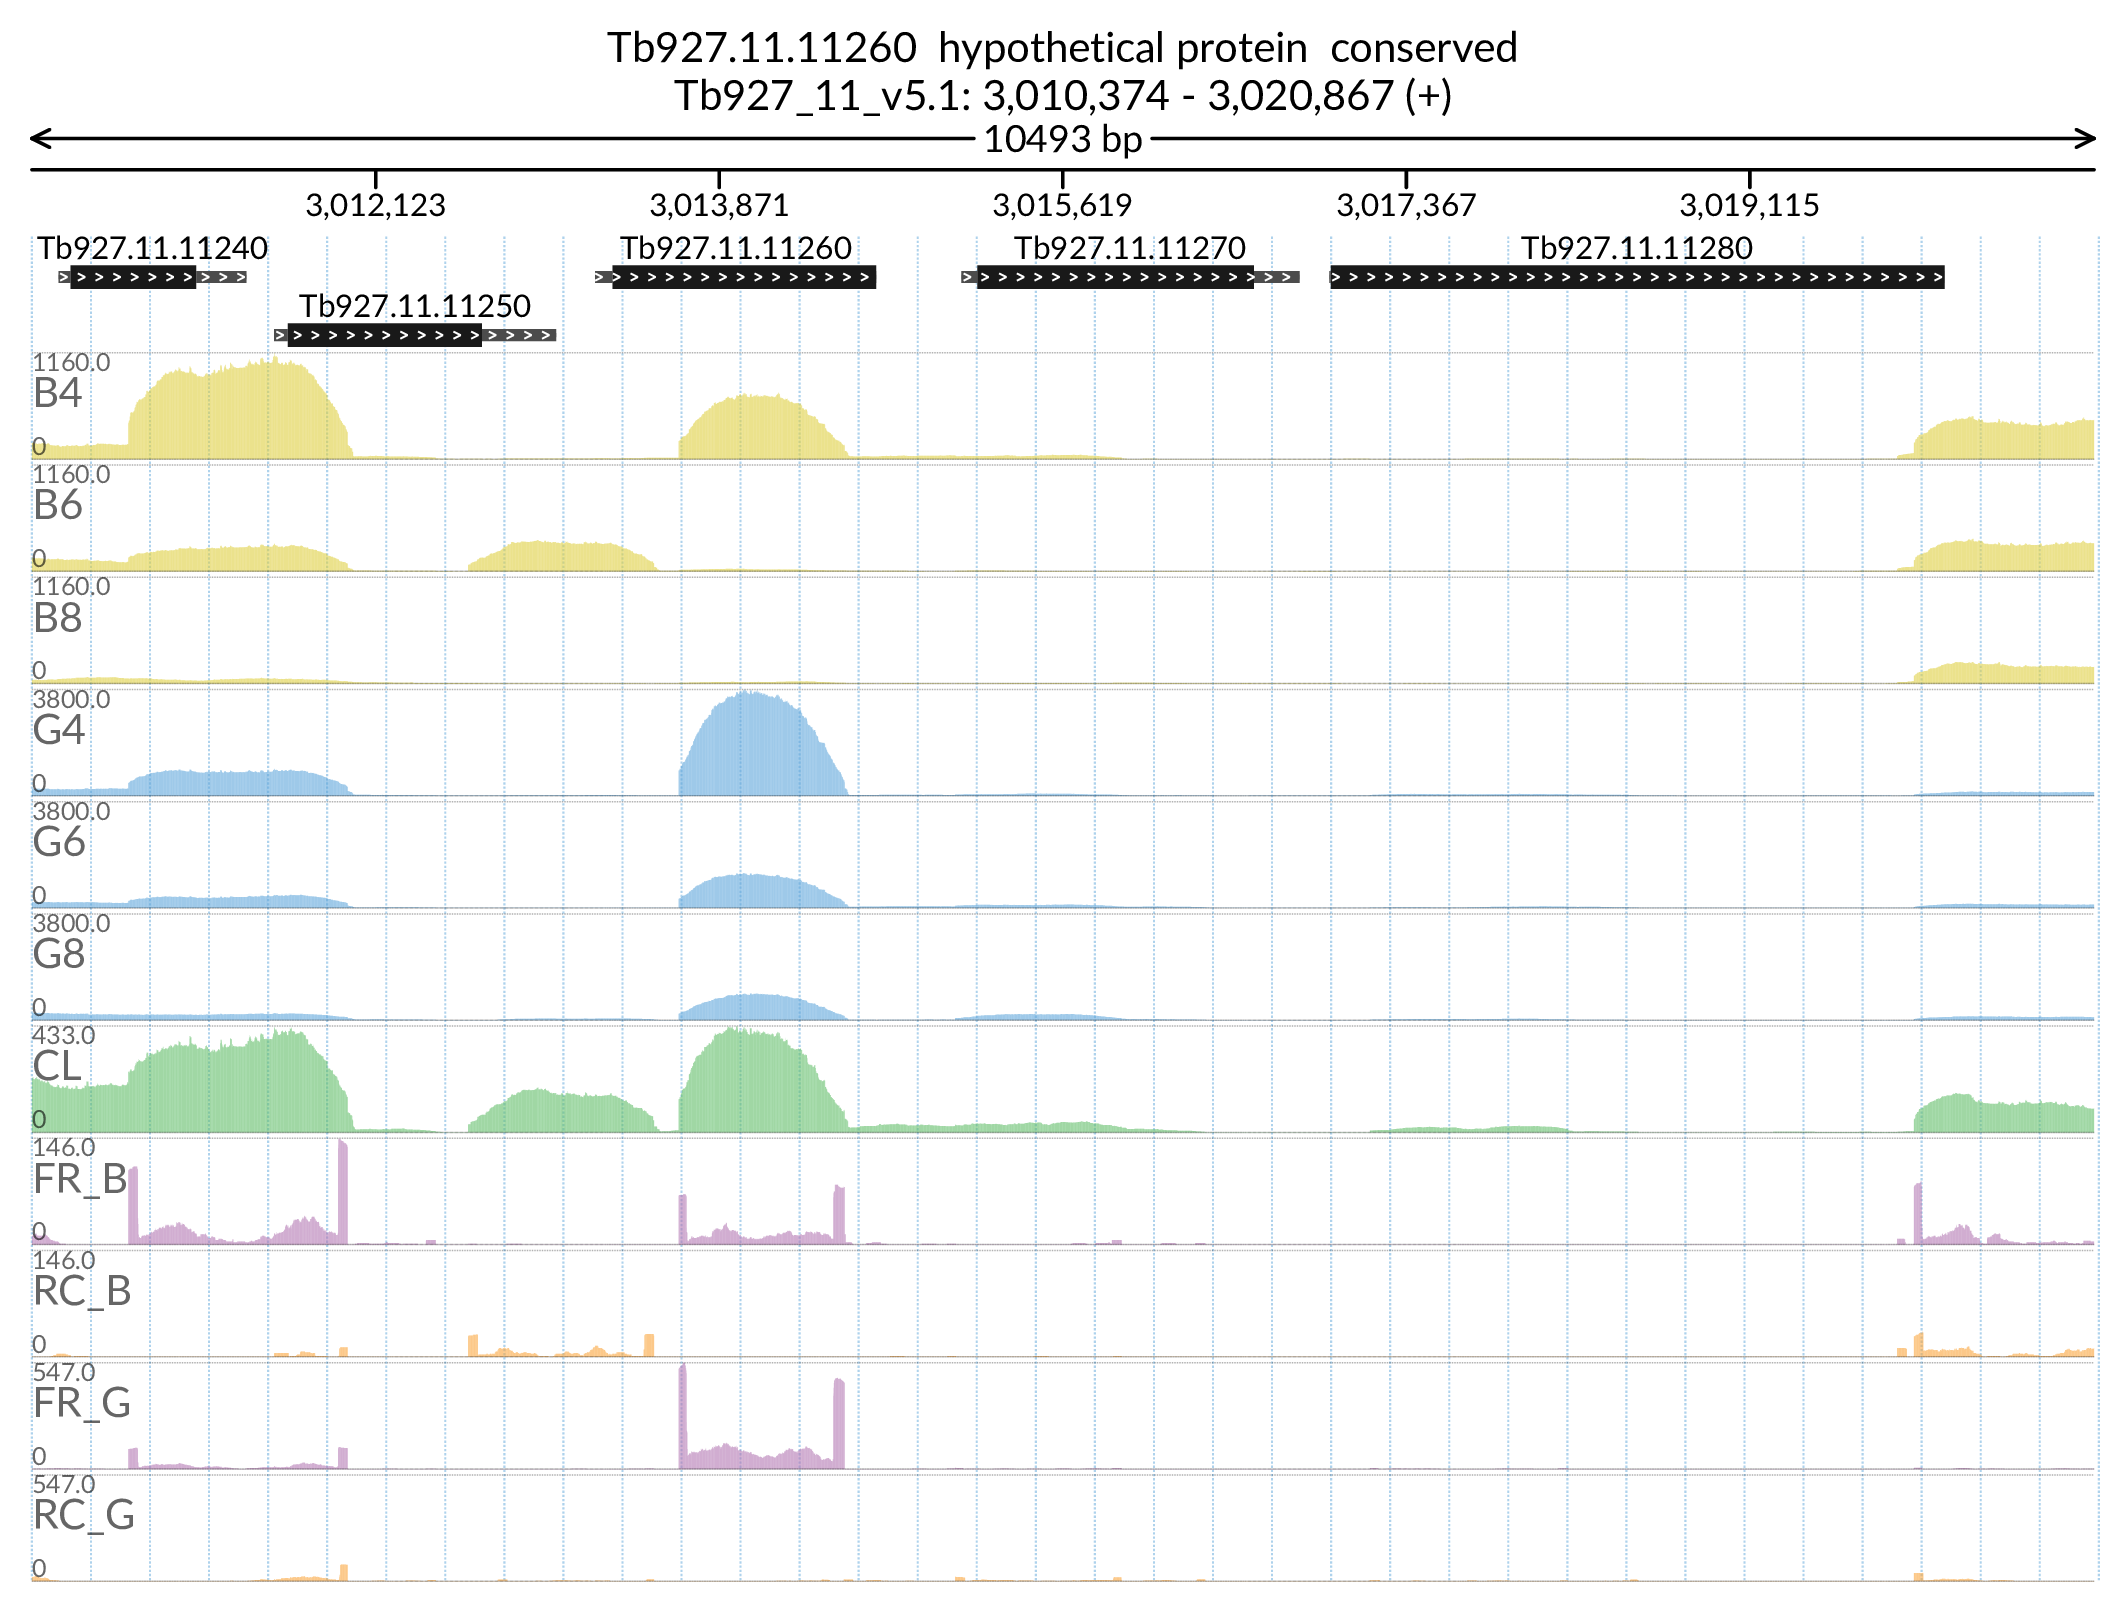 Tb927.11.11260  hypothetical protein  conserved
Tb927_11_v5.1: 3,010,374 - 3,020,867 (+)
10493 bp
3,012,123 3,013,871 3,015,619 3,017,367 3,019,115
Tb927.11.11240 Tb927.11.11260 Tb927.11.11270 Tb927.11.11280
Tb927.11.11250
1160.0
B4
0
1160.0
B6
0
1160.0
B8
0
3800.0
G4
0
3800.0
G6
0
3800.0
G8
0
433.0
CL
0
146.0
FR_B
0
146.0
RC_B
0
547.0
FR_G
0
547.0
RC_G
0